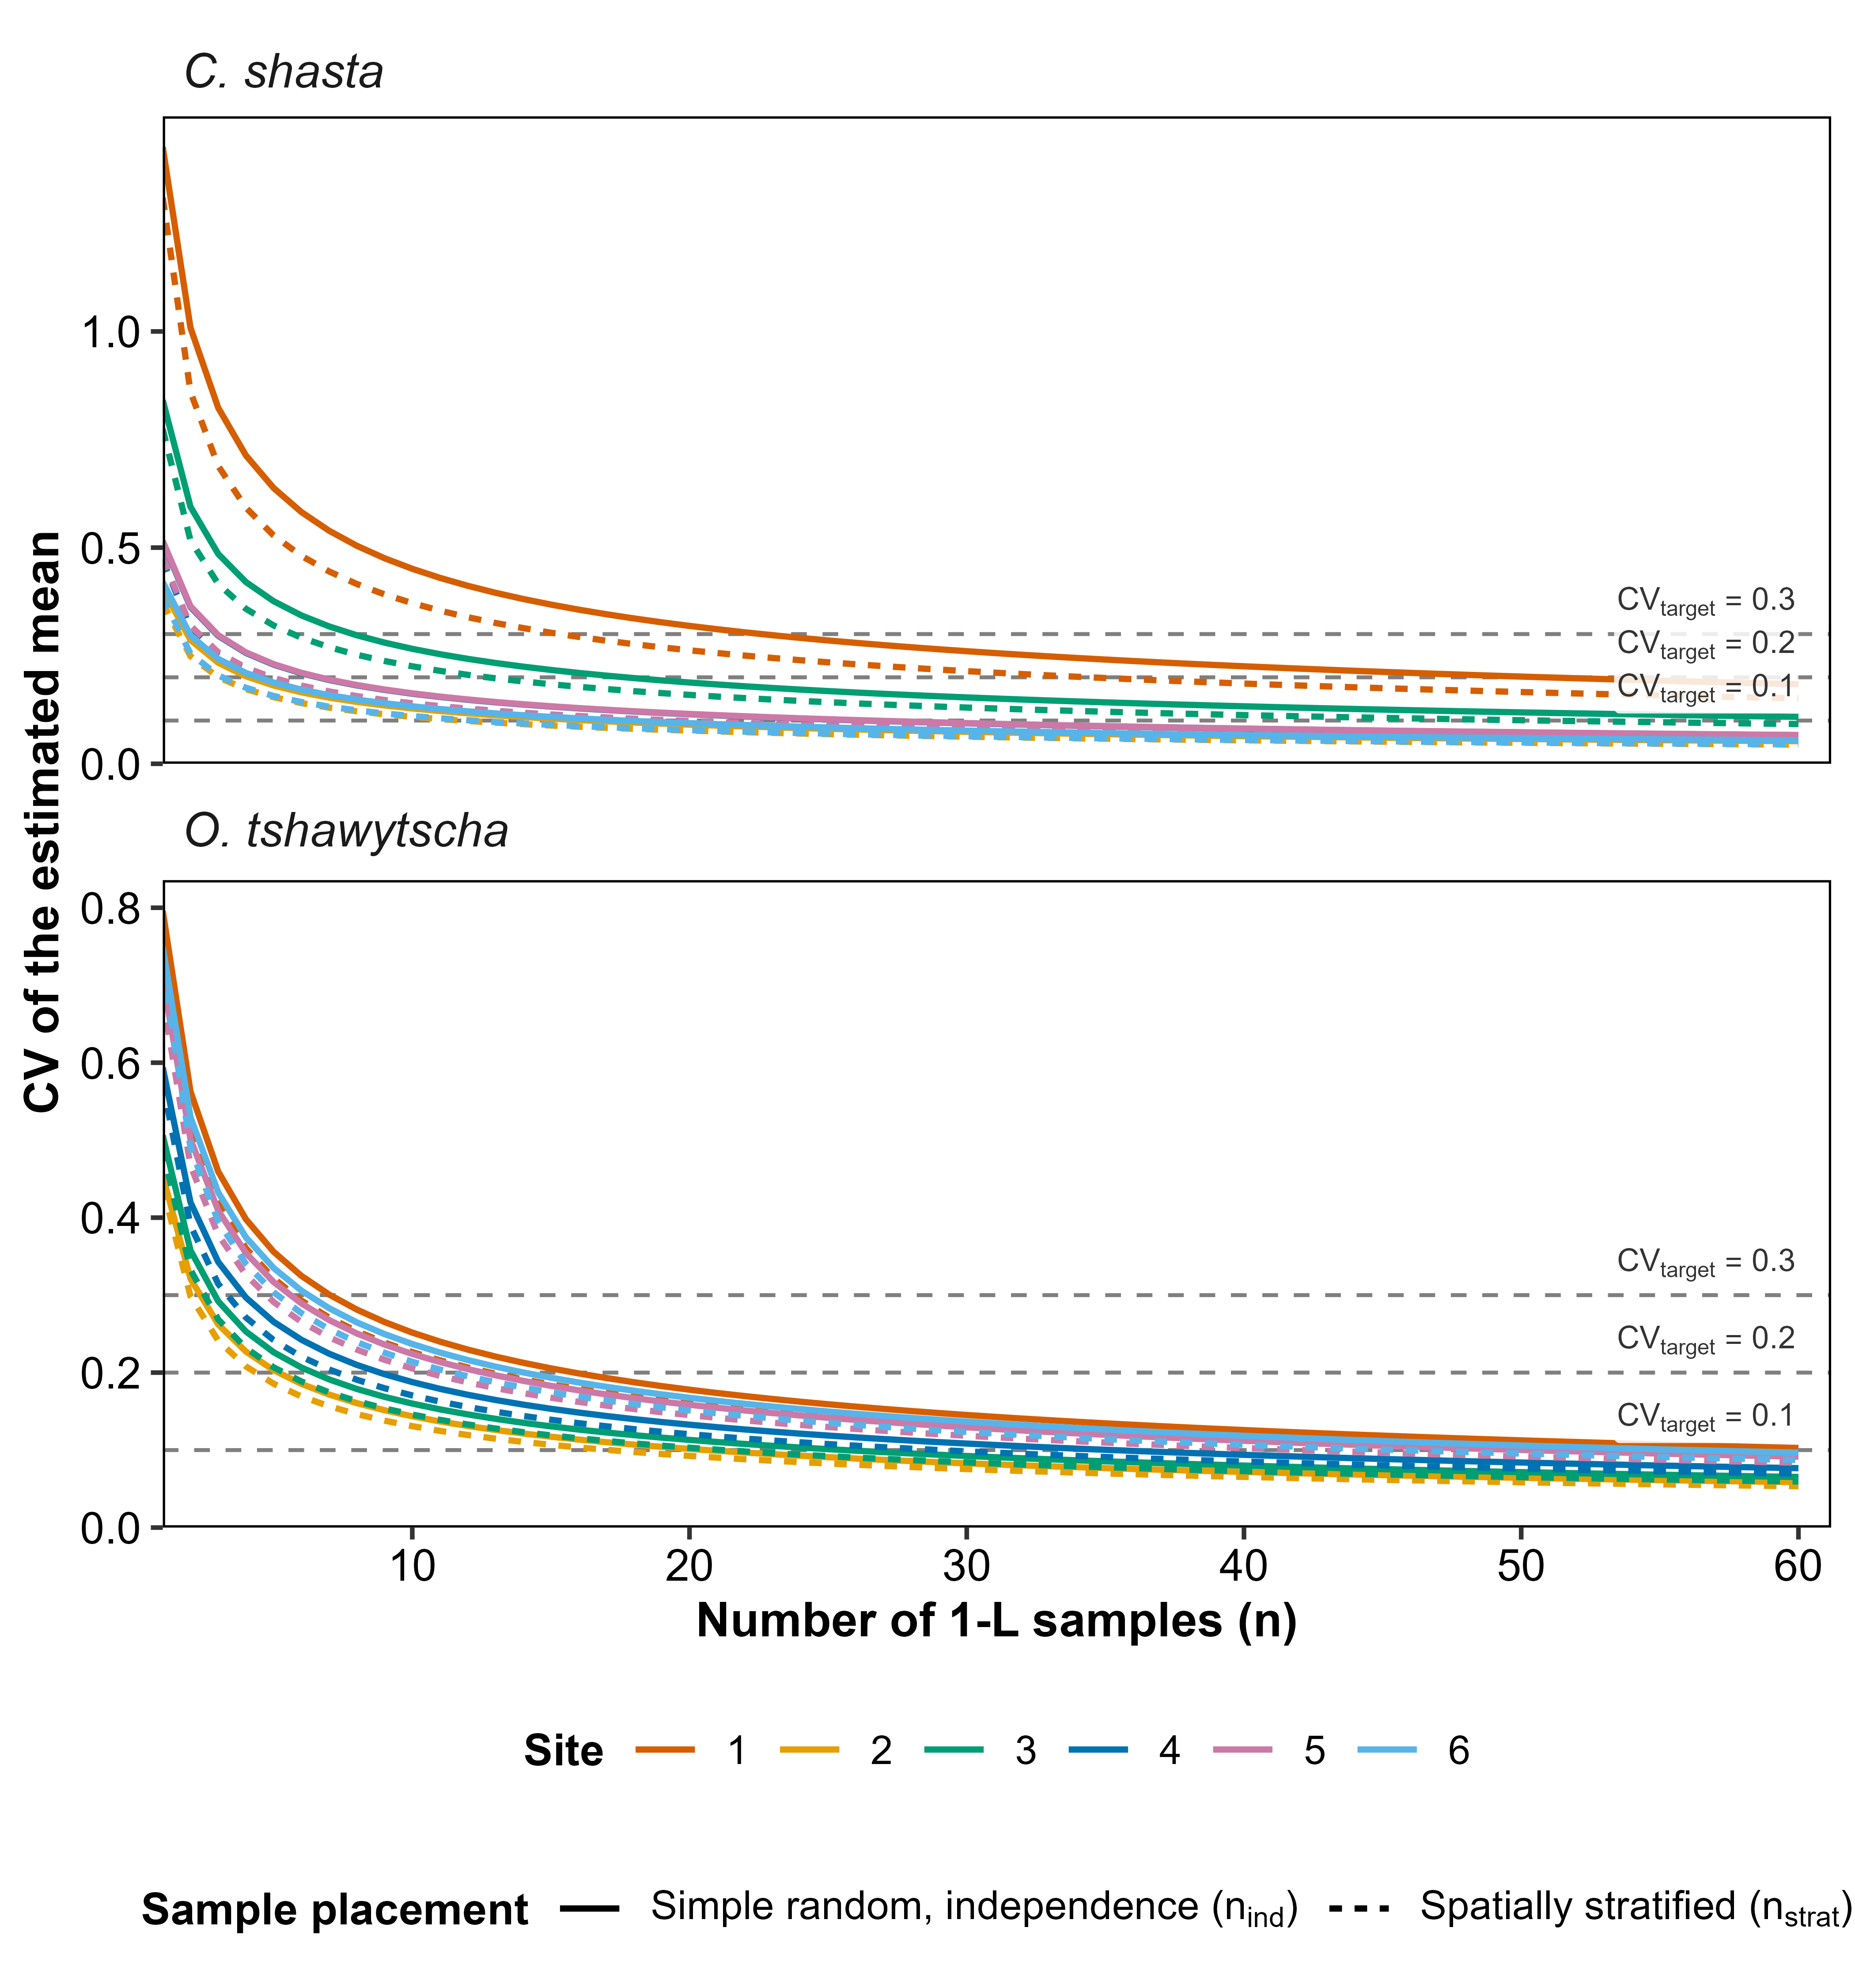 C. shasta
CV of the estimated mean
1.0
0.5
0.0
CVtarget = 0.3
CVtarget = 0.2
CVtarget = 0.1
O. tshawytscha
0.8
0.6
0.4
0.2
0.0
CVtarget = 0.3
CVtarget = 0.2
CVtarget = 0.1
10 20 30 40 50 60
Number of 1-L samples (n)
Site 1 2 3 4 5 6
Sample placement Simple random, independence (nind) Spatially stratified (nstrat)